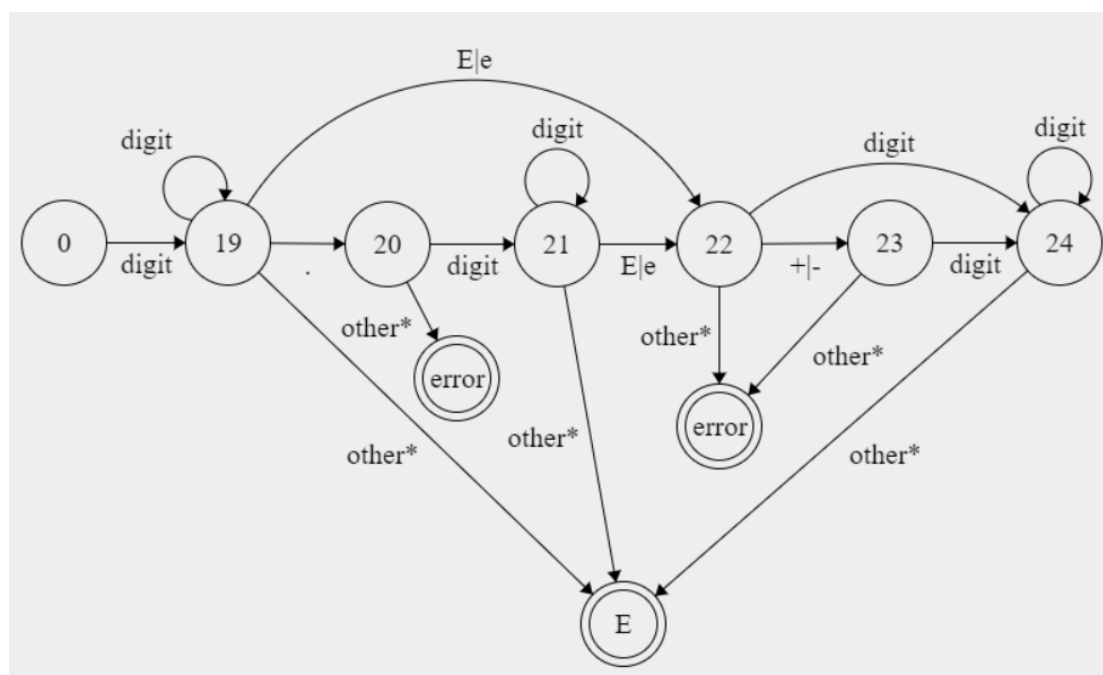 E|e
digit
digit
digit
digit
0
19
20
21
22
23
24
digit
.
digit
E|e
+|-
digit
other*
other*
other*
error
error
other*
other*
other*
E